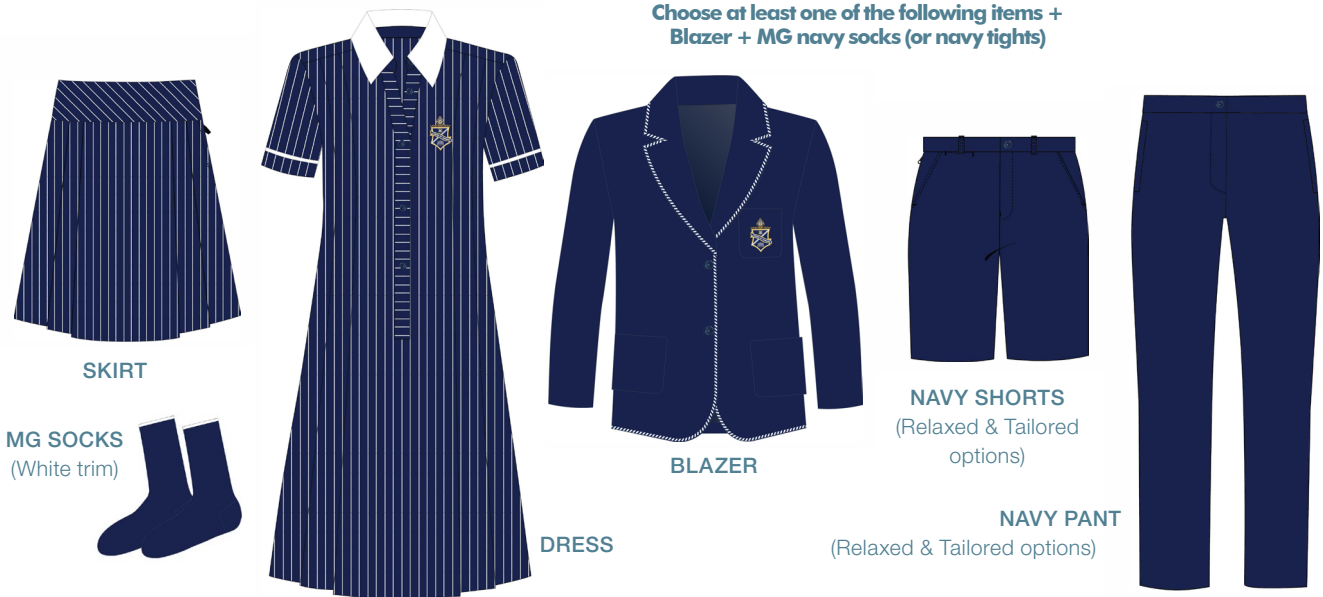 Choose at least one of the following items +
Blazer + MG navy socks (or navy tights)
SKIRT
MG SOCKS
(White trim)
DRESS
BLAZER
NAVY SHORTS
(Relaxed & Tailored
options)
NAVY PANT
(Relaxed & Tailored options)